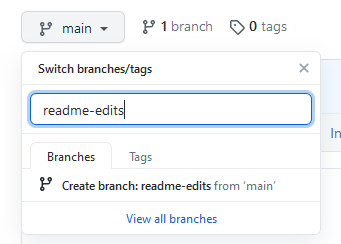 main 1 branch 0 tags
Switch branches/tags
readme-edits
Branches Tags
Create branch: readme-edits from 'main'
In
View all branches